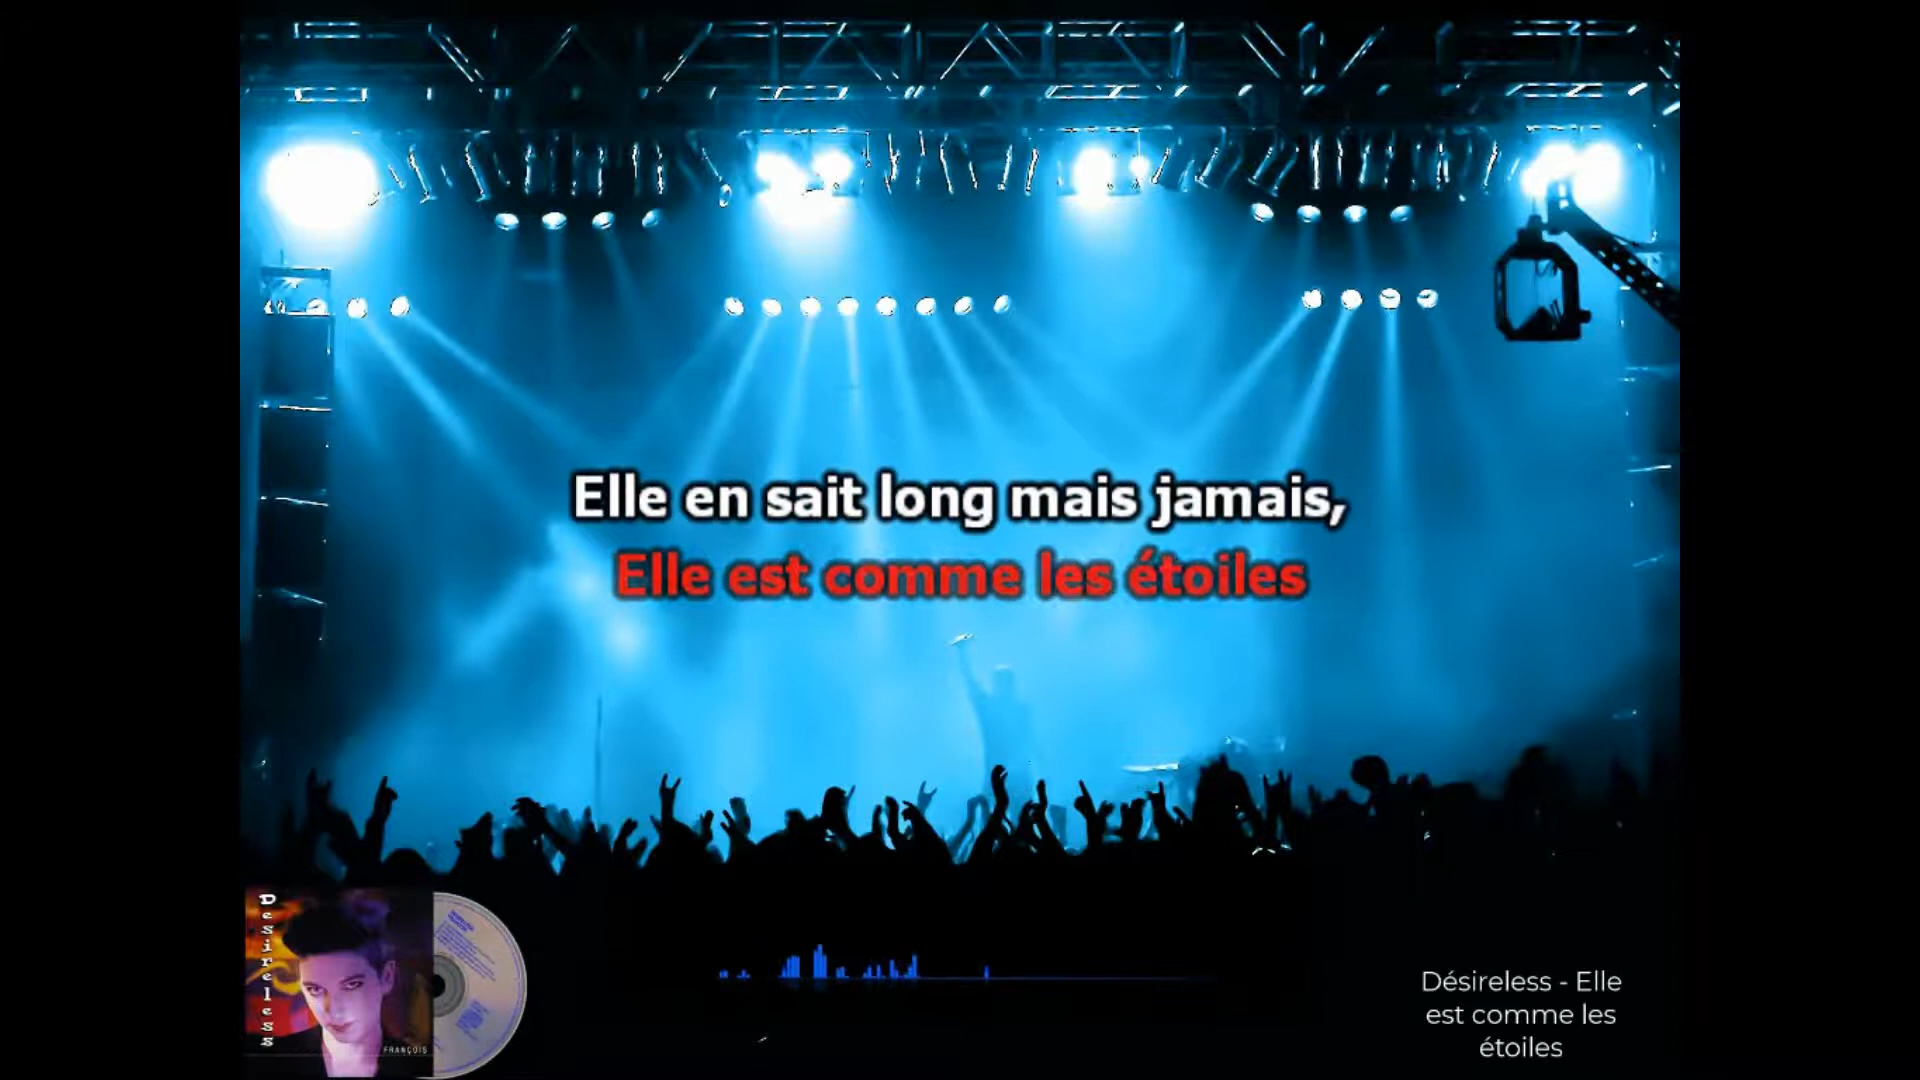 Elle en sait long mais jamais,
Elle est comme les étoiles
Desireless
FRANÇOIS
Désireless - Elle
est comme les
étoiles